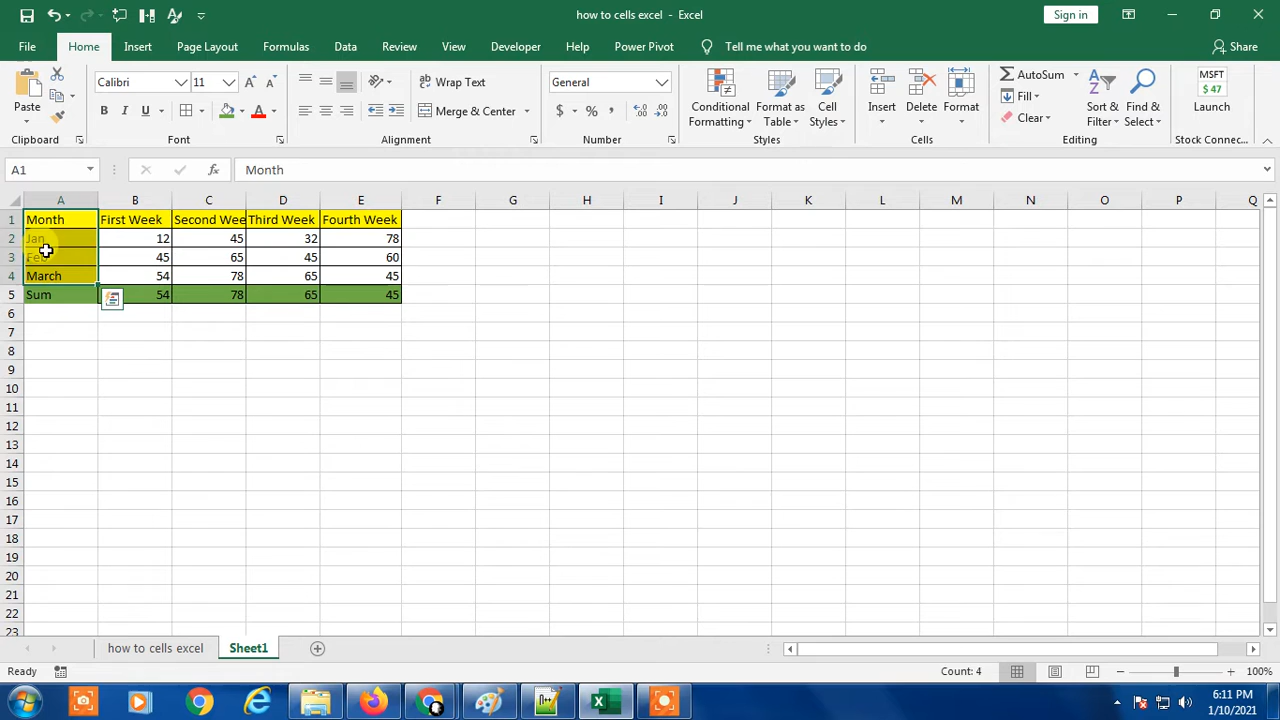 how to cells excel - Excel
Sign in
File Home Insert Page Layout Formulas Data Review View Developer Help Power Pivot Tell me what you want to do Share
Paste
Calibri 11
Wrap Text
Merge & Center
General
$ % ,
Conditional Formatting
Format as Table
Cell Styles
Insert Delete Format
AutoSum
Fill
Clear
Sort & Filter
Find & Select
MSFT
$ 47
Launch
Clipboard Font Alignment Number Styles Cells Editing Stock Connec...
A1 fx Month
A B C D E F G H I J K L M N O P Q
1 Month First Week Second Wee Third Week Fourth Week
2 Jan 12 45 32 78
3 Feb 45 65 45 60
4 March 54 78 65 45
5 Sum 54 78 65 45
6
7
8
9
10
11
12
13
14
15
16
17
18
19
20
21
22
23
how to cells excel Sheet1
Ready Count: 4 100%
6:11 PM
1/10/2021